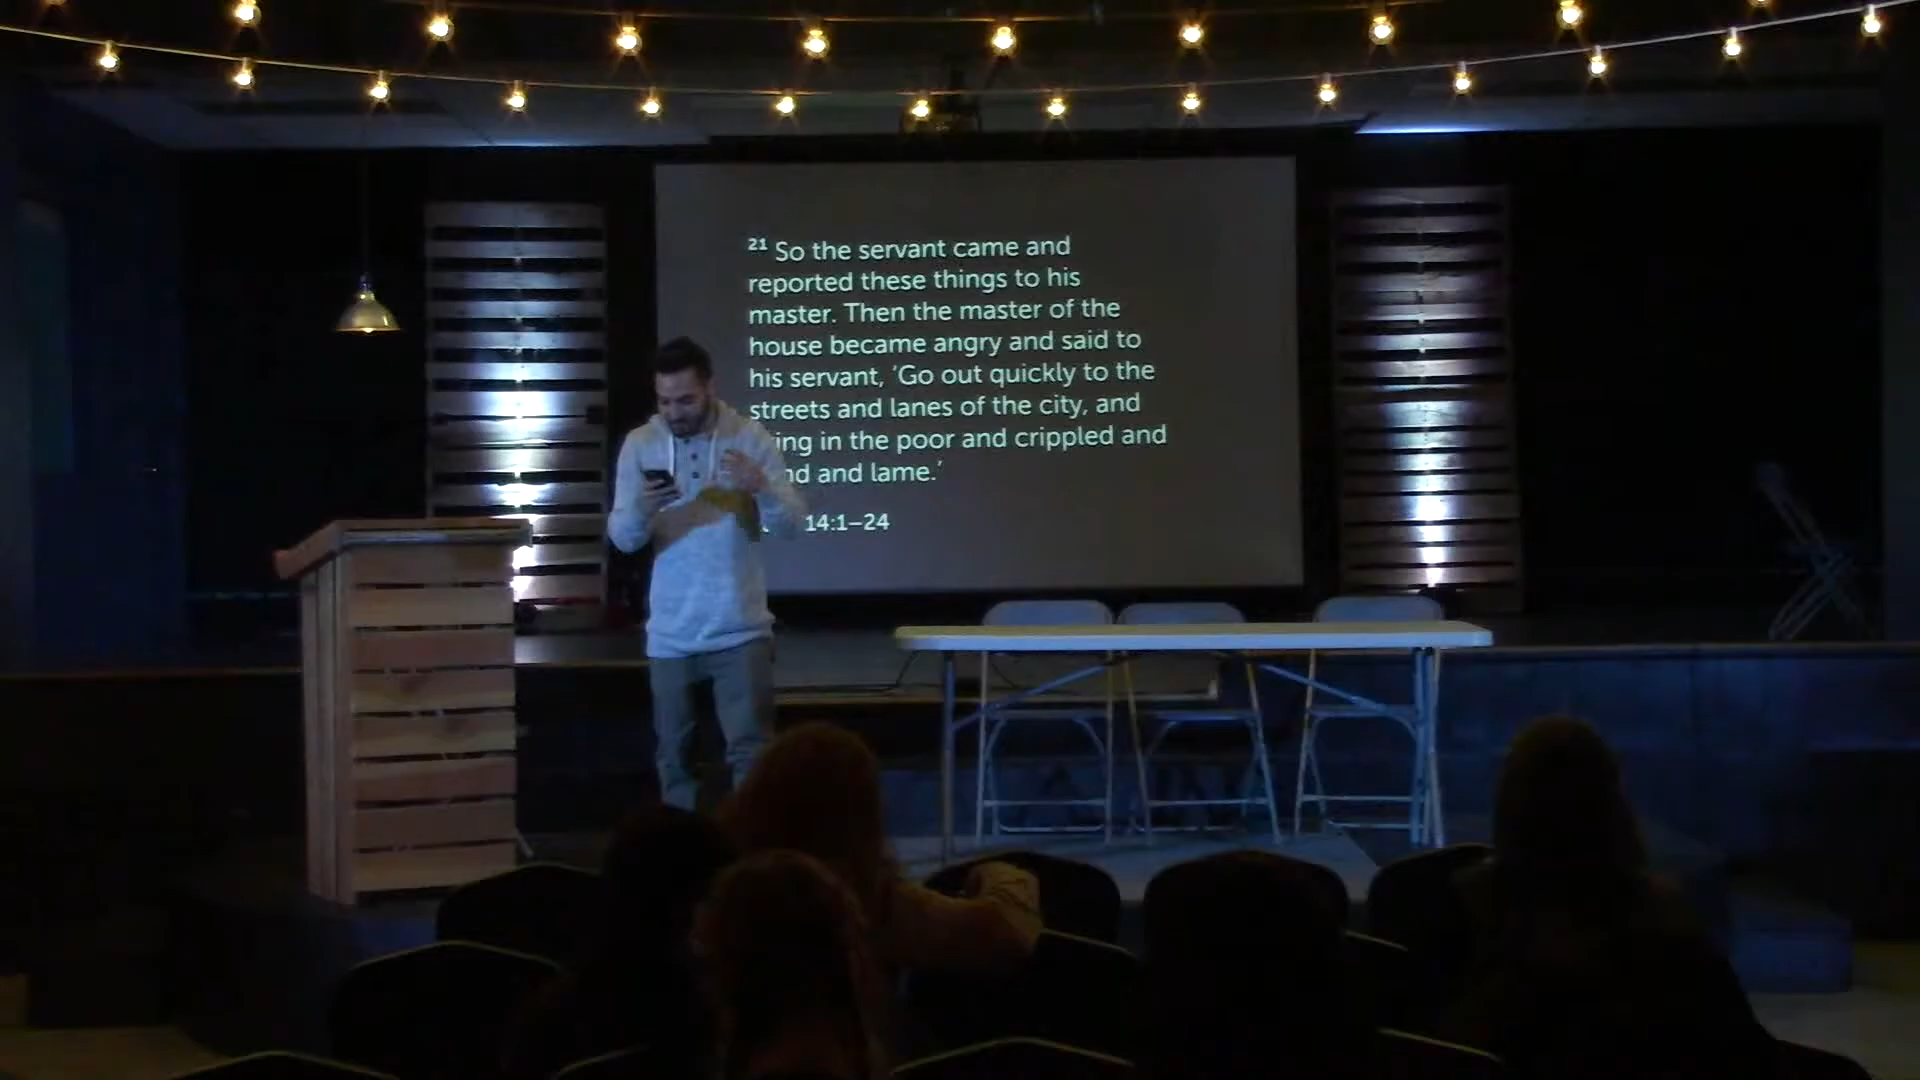 21 So the servant came and
reported these things to his
master. Then the master of the
house became angry and said to
his servant, ‘Go out quickly to the
streets and lanes of the city, and
in the poor and crippled and
and lame.’
14:1–24